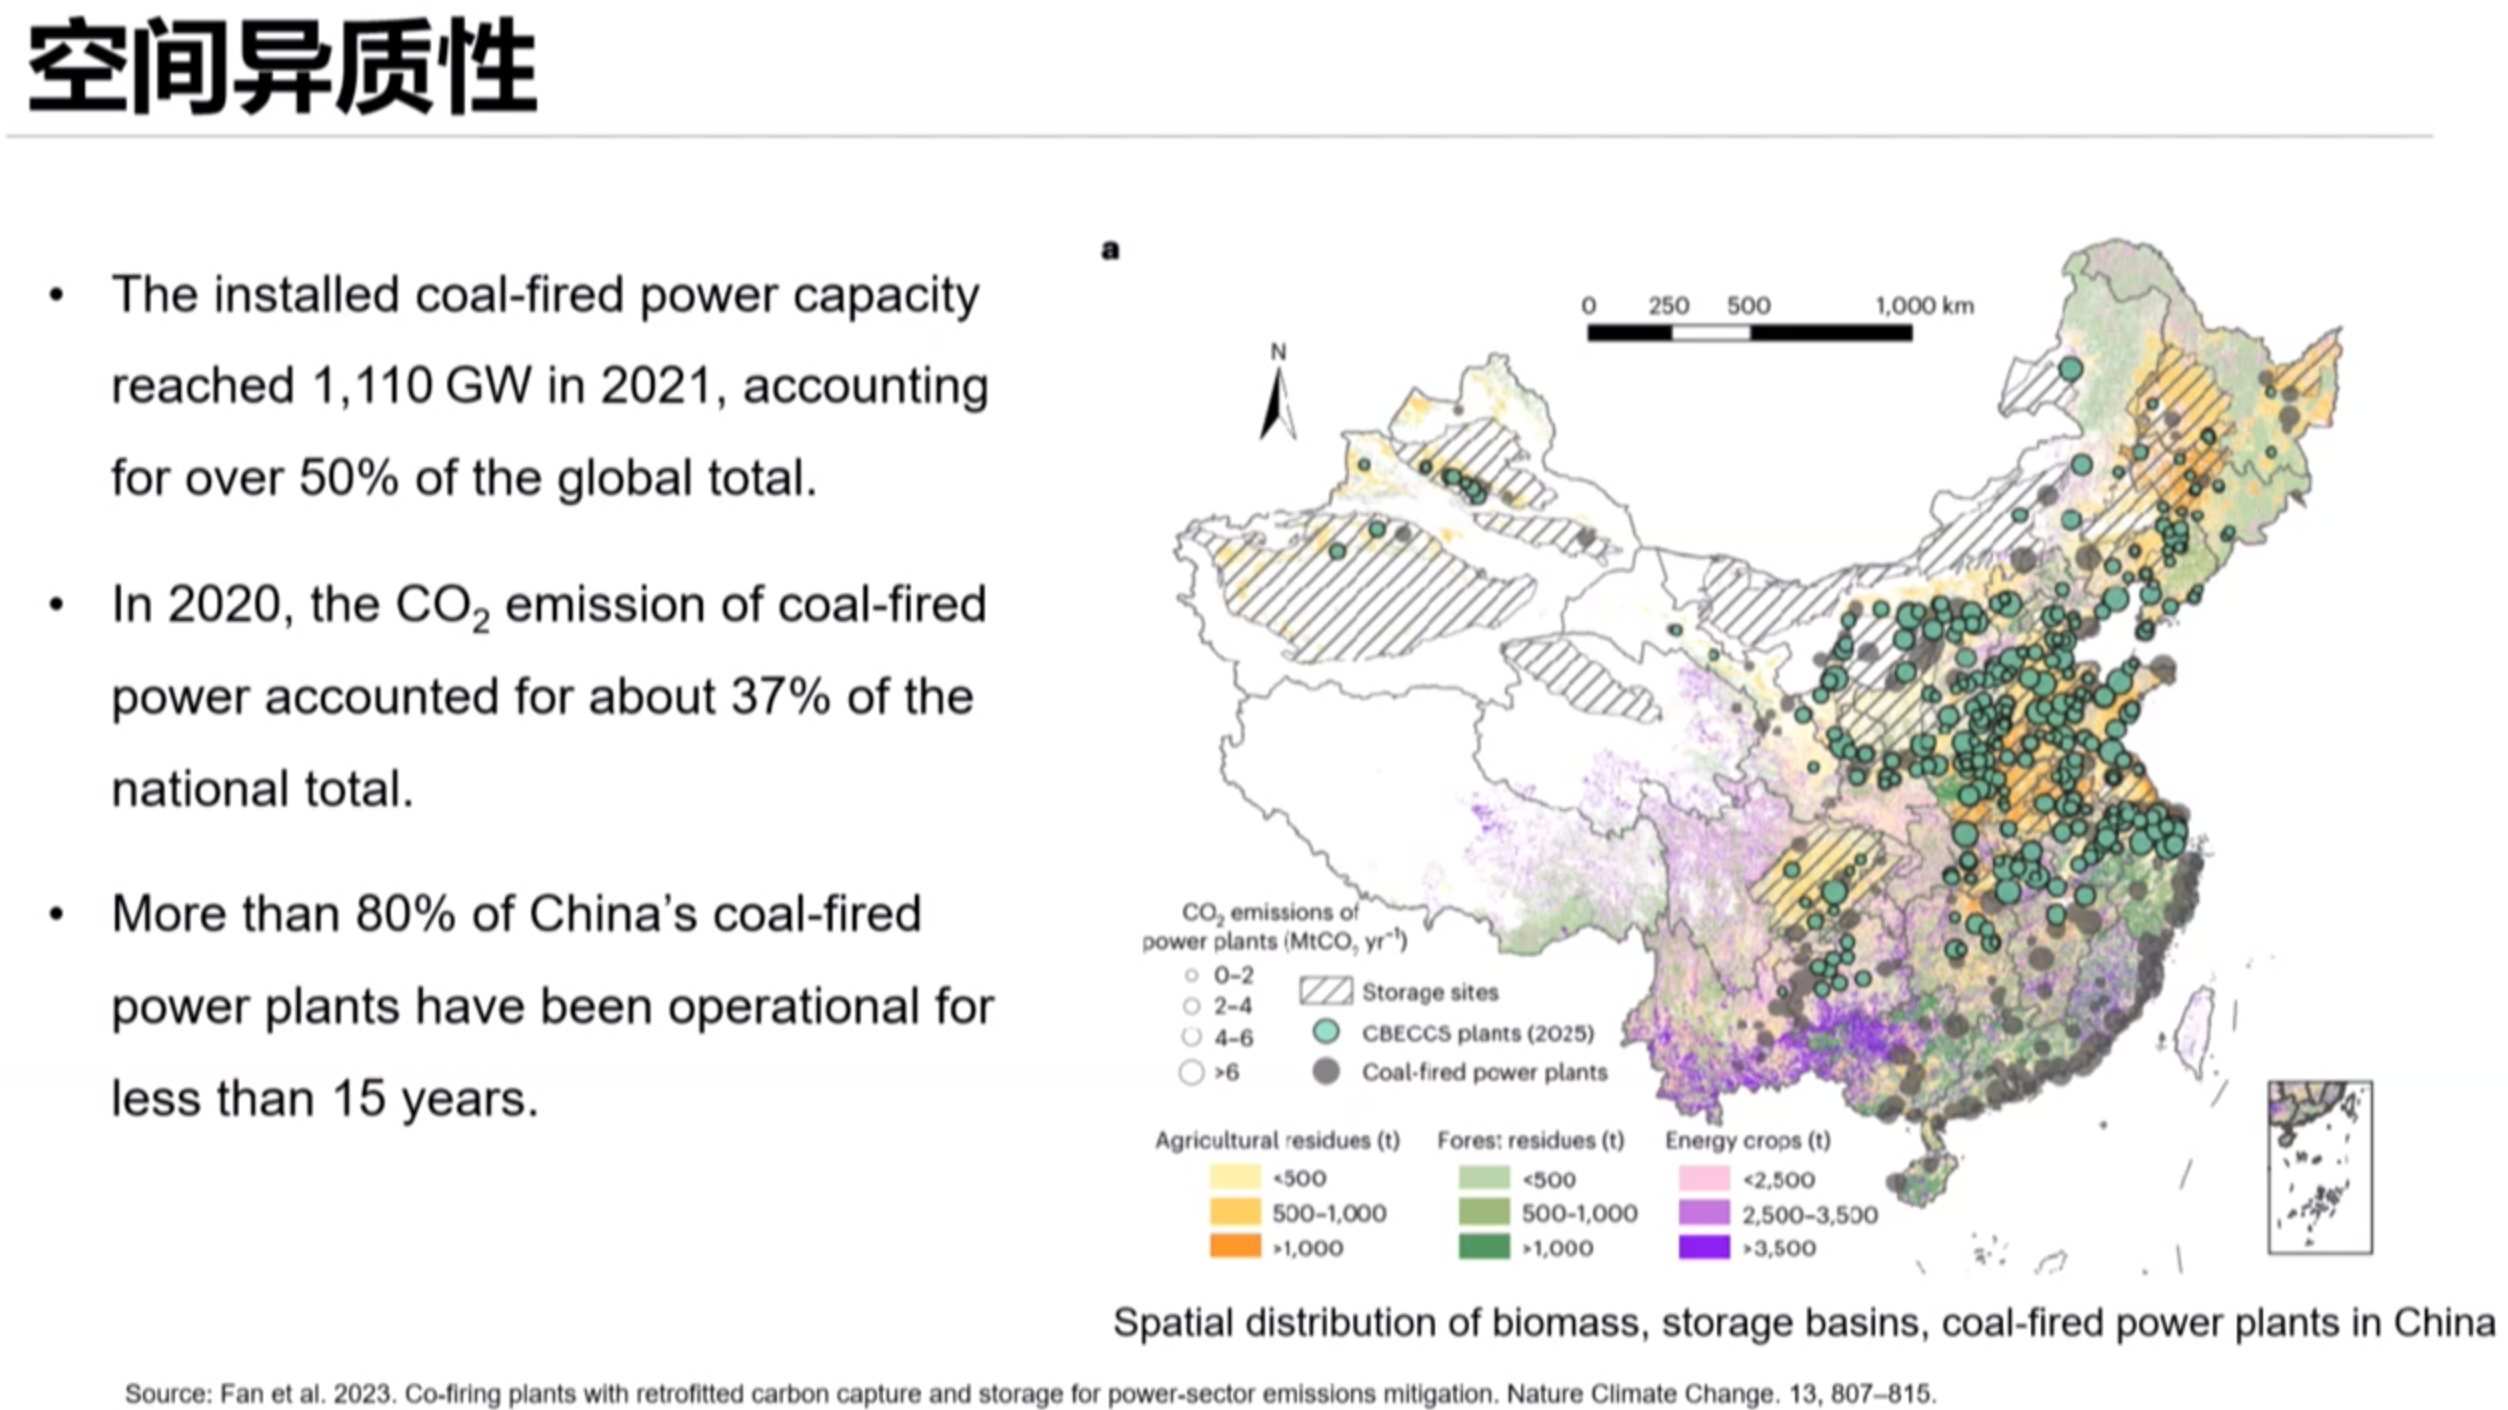 空间异质性
• The installed coal-fired power capacity
reached 1,110 GW in 2021, accounting
for over 50% of the global total.
• In 2020, the CO₂ emission of coal-fired
power accounted for about 37% of the
national total.
• More than 80% of China's coal-fired
power plants have been operational for
less than 15 years.
a
0 250 500 1,000 km
N
CO₂ emissions of
power plants (MtCO₂ yr⁻¹)
0–2
2–4
4–6
>6
Storage sites
CBECCS plants (2025)
Coal-fired power plants
Agricultural residues (t)
<500
500–1,000
>1,000
Forest residues (t)
<500
500–1,000
>1,000
Energy crops (t)
<2,500
2,500–3,500
>3,500
Spatial distribution of biomass, storage basins, coal-fired power plants in China
Source: Fan et al. 2023. Co-firing plants with retrofitted carbon capture and storage for power-sector emissions mitigation. Nature Climate Change. 13, 807–815.